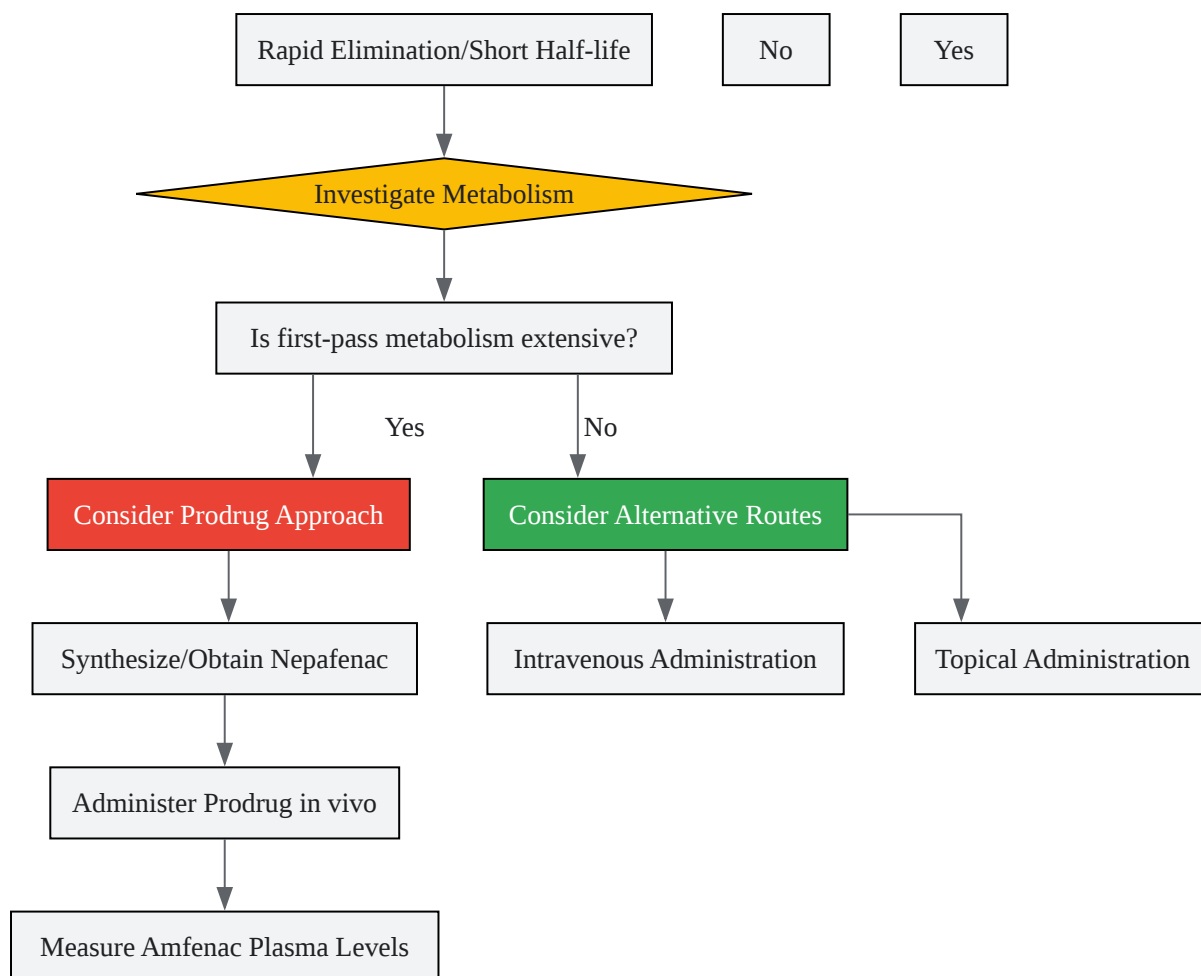 Rapid Elimination/Short Half-life
No
Yes
Investigate Metabolism
Is first-pass metabolism extensive?
Yes
No
Consider Prodrug Approach
Consider Alternative Routes
Synthesize/Obtain Nepafenac
Intravenous Administration
Topical Administration
Administer Prodrug in vivo
Measure Amfenac Plasma Levels